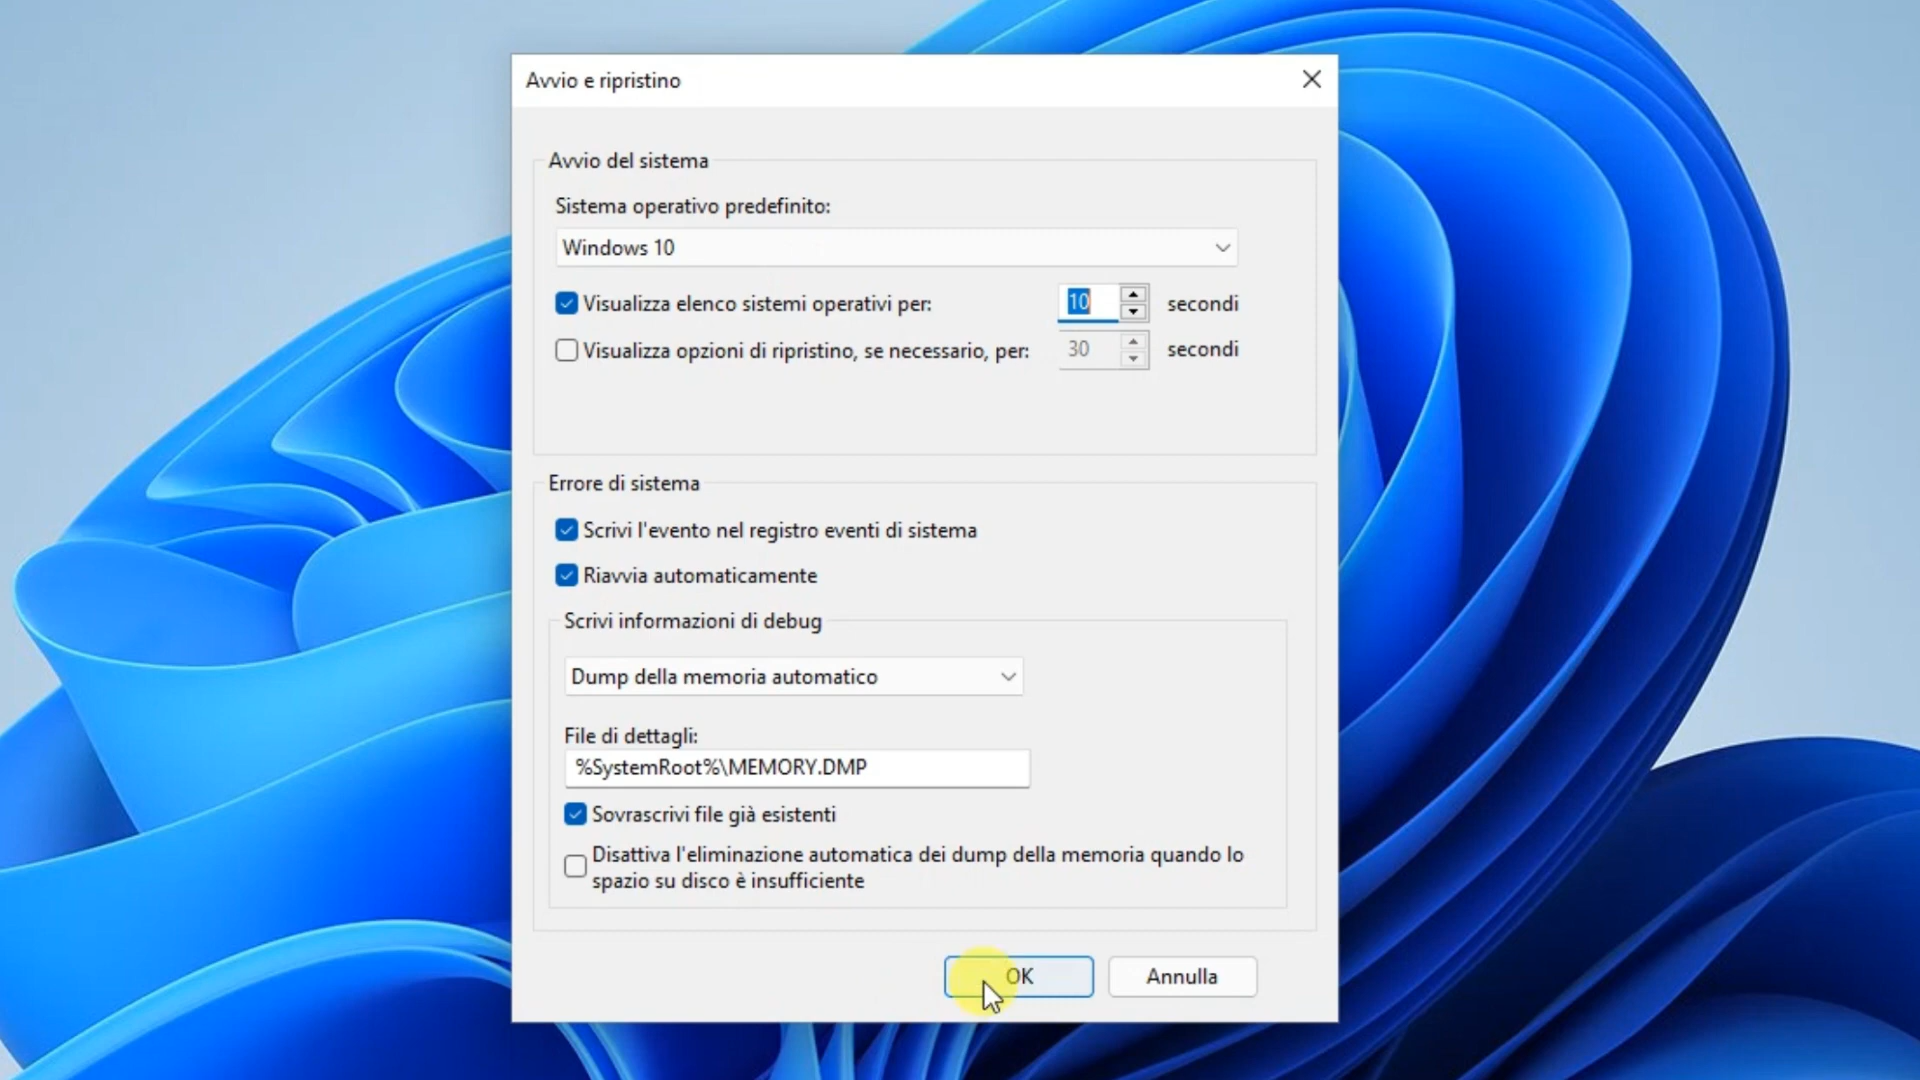 Avvio e ripristino
Avvio del sistema
Sistema operativo predefinito:
Windows 10
Visualizza elenco sistemi operativi per: 10 secondi
Visualizza opzioni di ripristino, se necessario, per: 30 secondi
Errore di sistema
Scrivi l'evento nel registro eventi di sistema
Riavvia automaticamente
Scrivi informazioni di debug
Dump della memoria automatico
File di dettagli:
%SystemRoot%\MEMORY.DMP
Sovrascrivi file già esistenti
Disattiva l'eliminazione automatica dei dump della memoria quando lo
spazio su disco è insufficiente
OK Annulla